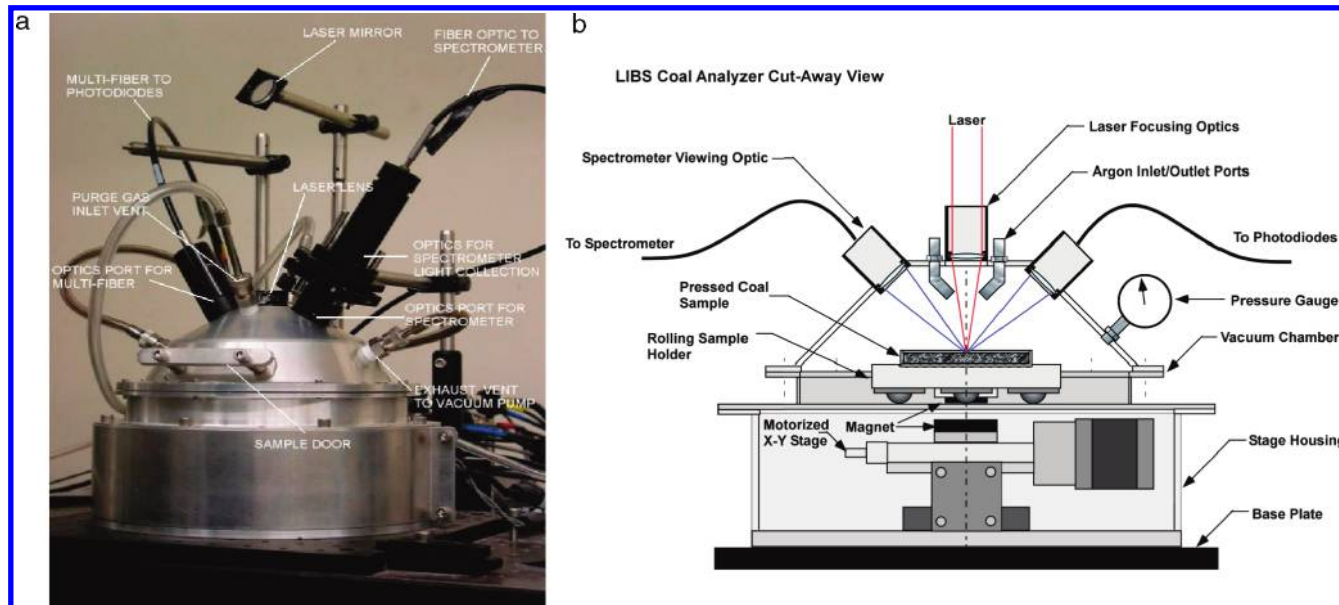 a
LASER MIRROR
FIBER OPTIC TO
SPECTROMETER
MULTI-FIBER TO
PHOTODIODES
PURGE GAS
INLET VENT
LASER LENS
OPTICS FOR
SPECTROMETER
LIGHT COLLECTION
OPTICS PORT FOR
MULTI-FIBER
OPTICS PORT FOR
SPECTROMETER
EXHAUST VENT
TO VACUUM PUMP
SAMPLE DOOR
b
LIBS Coal Analyzer Cut-Away View
Laser
Laser Focusing Optics
Spectrometer Viewing Optic
Argon Inlet/Outlet Ports
To Spectrometer
To Photodiodes
Pressed Coal
Sample
Pressure Gauge
Rolling Sample
Holder
Vacuum Chamber
Motorized
X-Y Stage
Magnet
Stage Housing
Base Plate